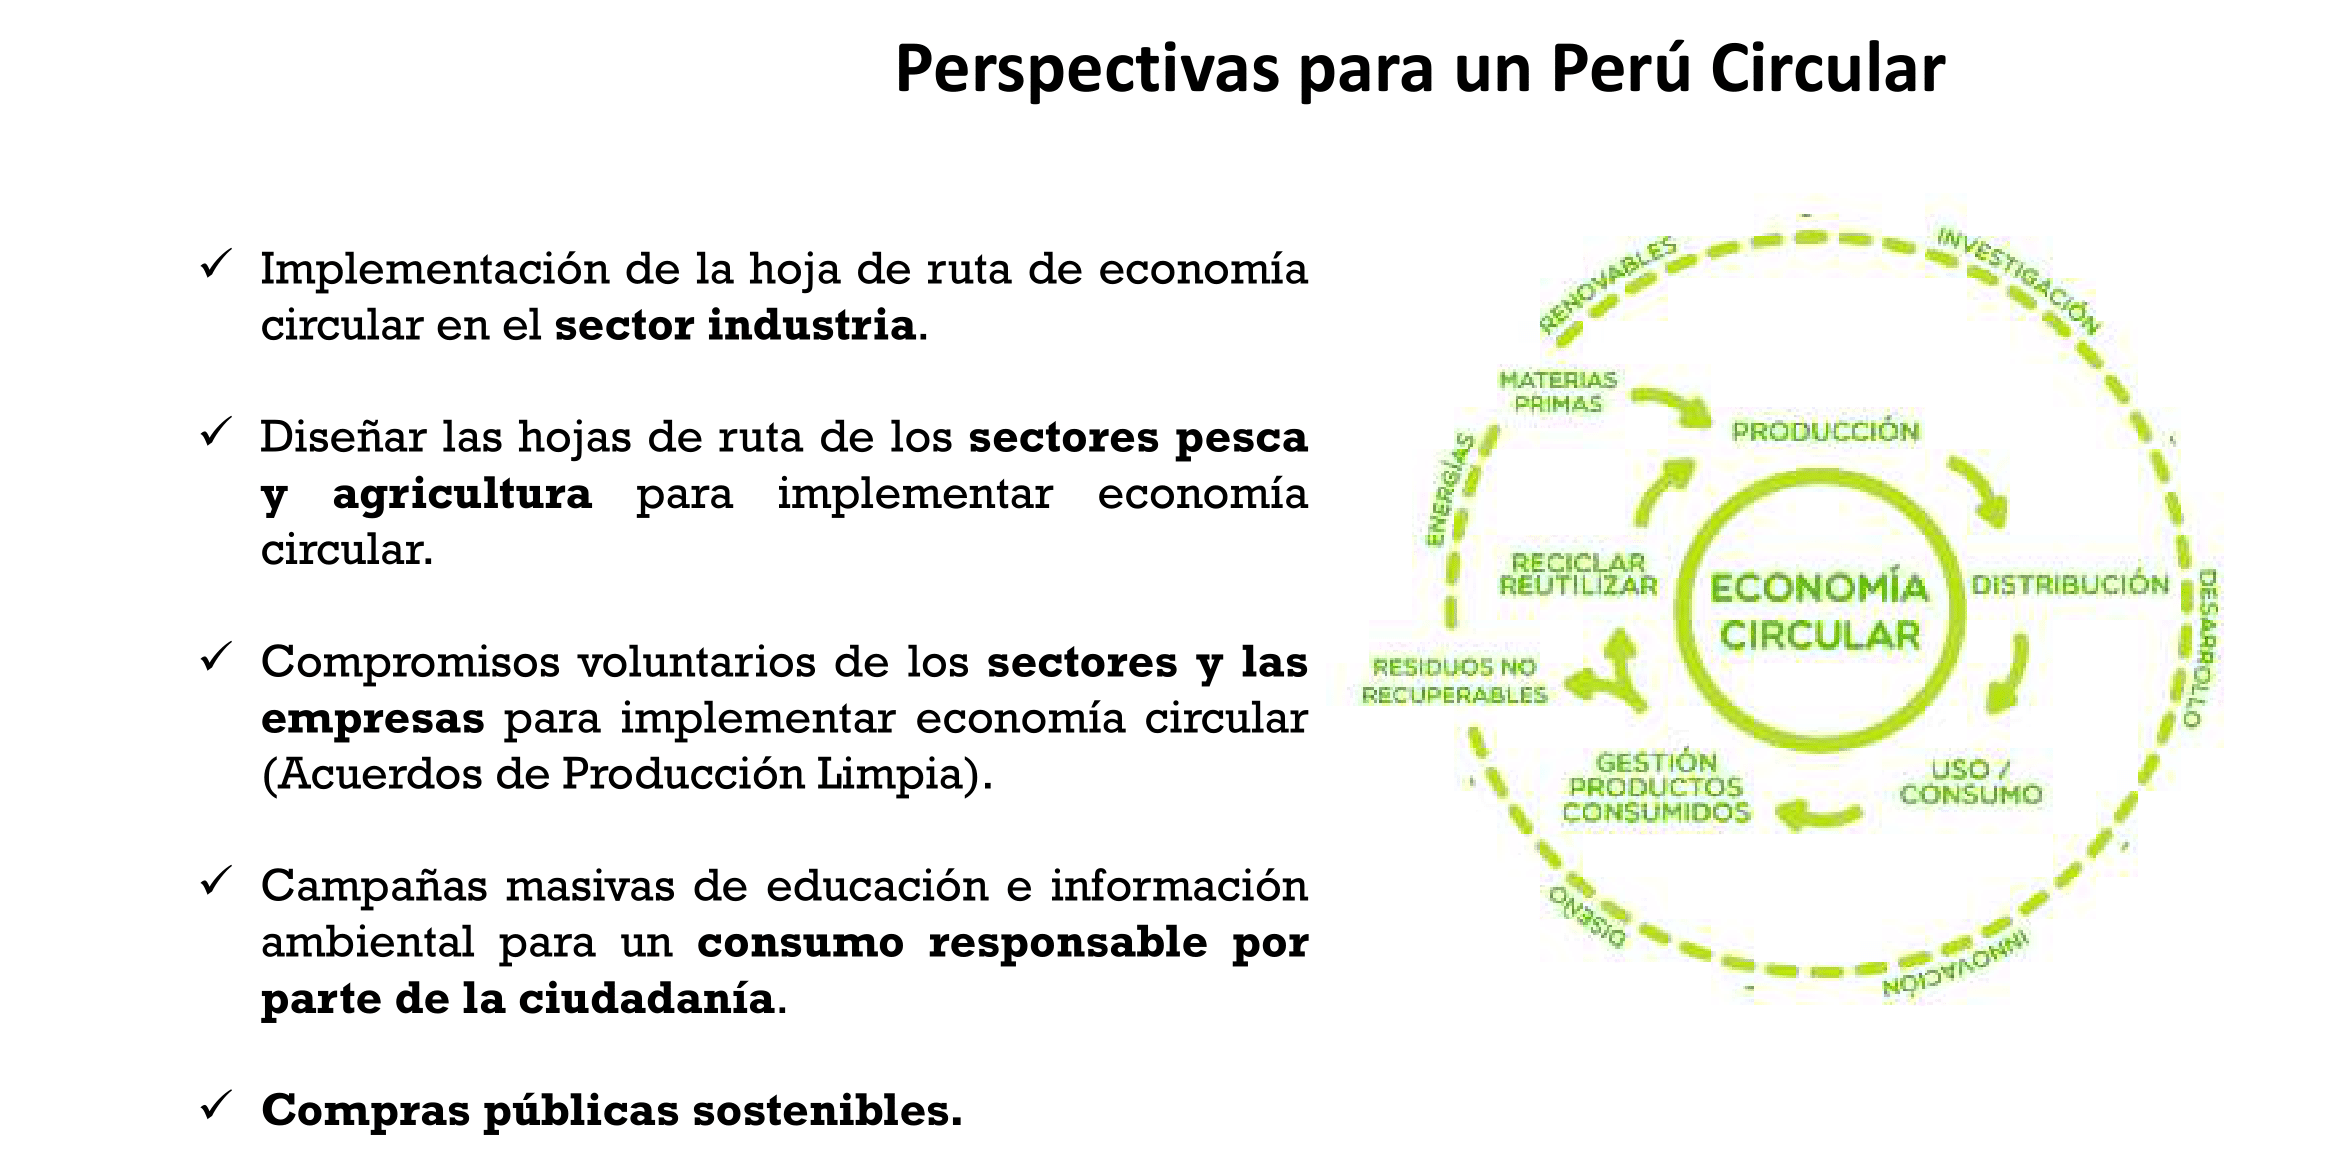 Perspectivas para un Perú Circular
✓ Implementación de la hoja de ruta de economía
circular en el sector industria.
✓ Diseñar las hojas de ruta de los sectores pesca
y agricultura para implementar economía
circular.
✓ Compromisos voluntarios de los sectores y las
empresas para implementar economía circular
(Acuerdos de Producción Limpia).
✓ Campañas masivas de educación e información
ambiental para un consumo responsable por
parte de la ciudadanía.
✓ Compras públicas sostenibles.
ENERGÍAS
RENOVABLES
INVESTIGACIÓN
DESARROLLO
INNOVACIÓN
DISEÑO
MATERIAS
PRIMAS
PRODUCCIÓN
DISTRIBUCIÓN
USO /
CONSUMO
GESTIÓN
PRODUCTOS
CONSUMIDOS
RESIDUOS NO
RECUPERABLES
RECICLAR
REUTILIZAR
ECONOMÍA
CIRCULAR